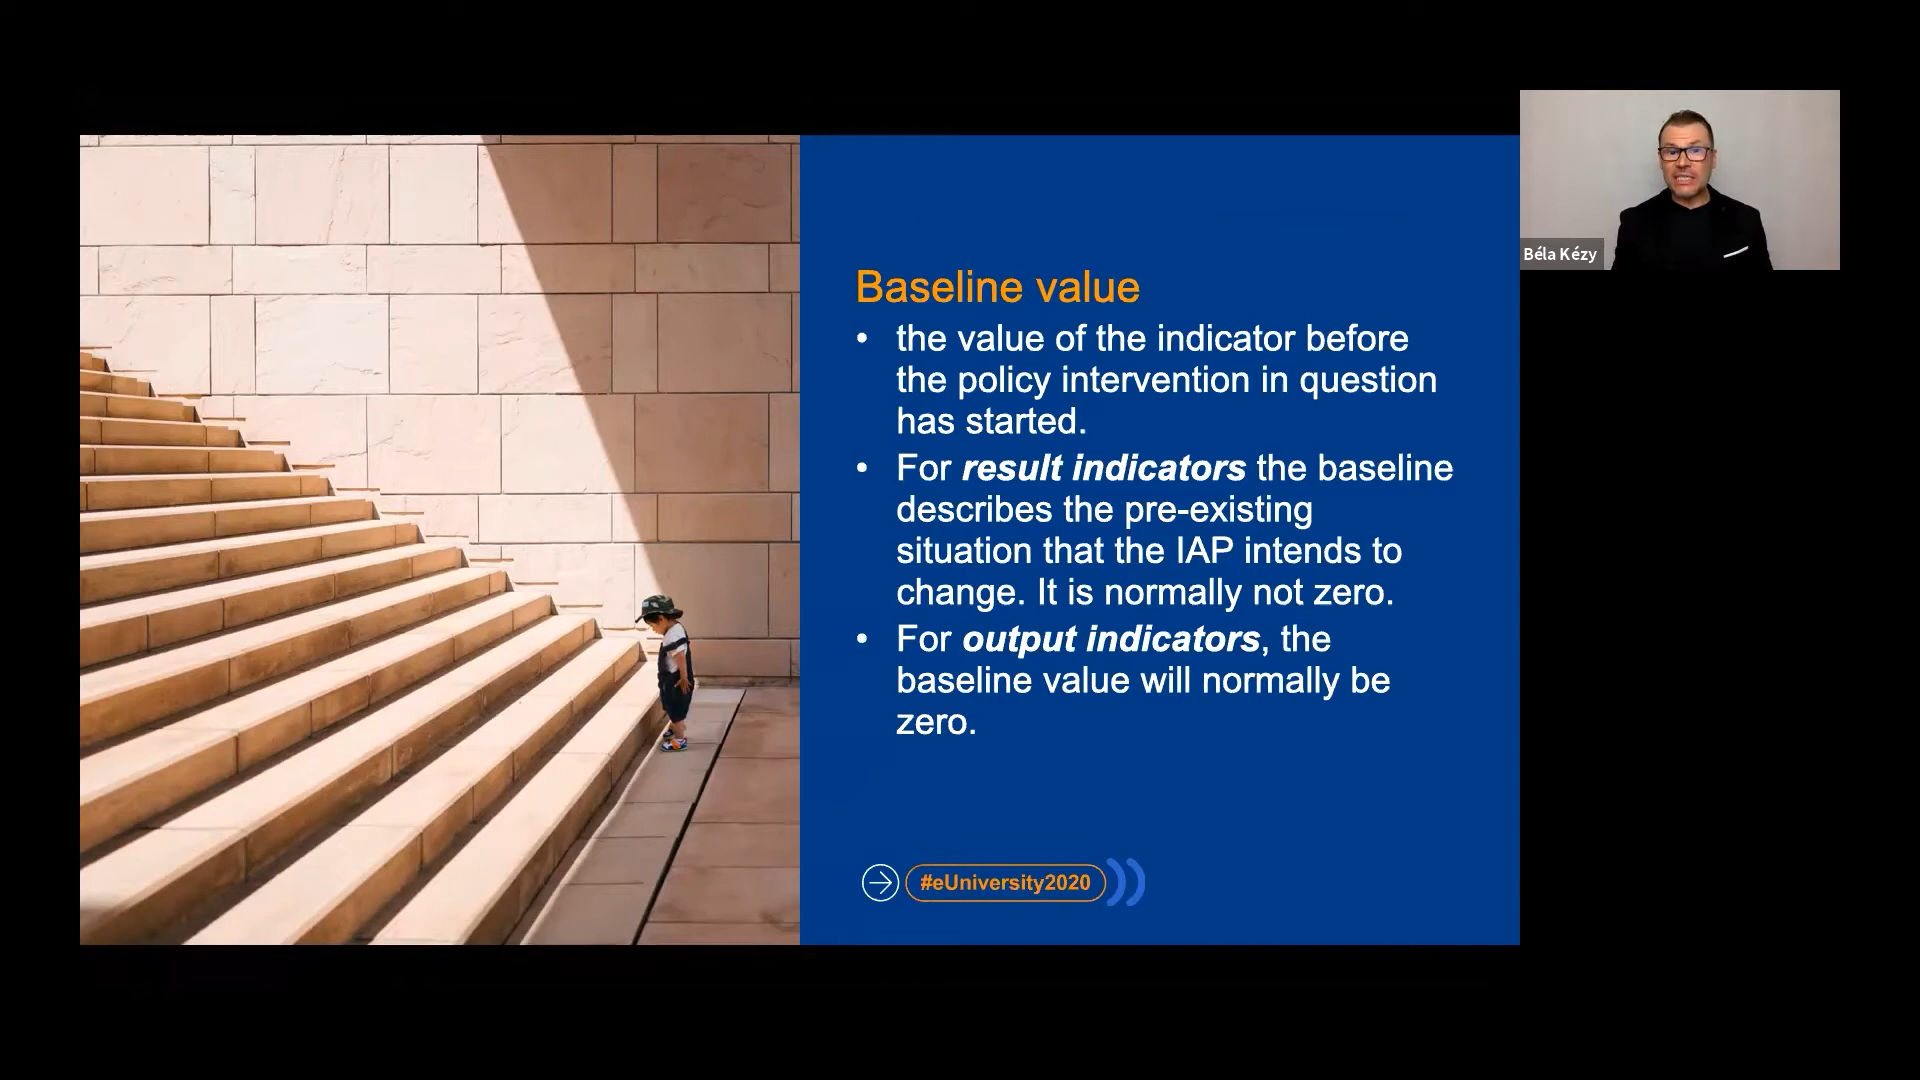 Baseline value
• the value of the indicator before
the policy intervention in question
has started.
• For result indicators the baseline
describes the pre-existing
situation that the IAP intends to
change. It is normally not zero.
• For output indicators, the
baseline value will normally be
zero.
#eUniversity2020
Béla Kézy